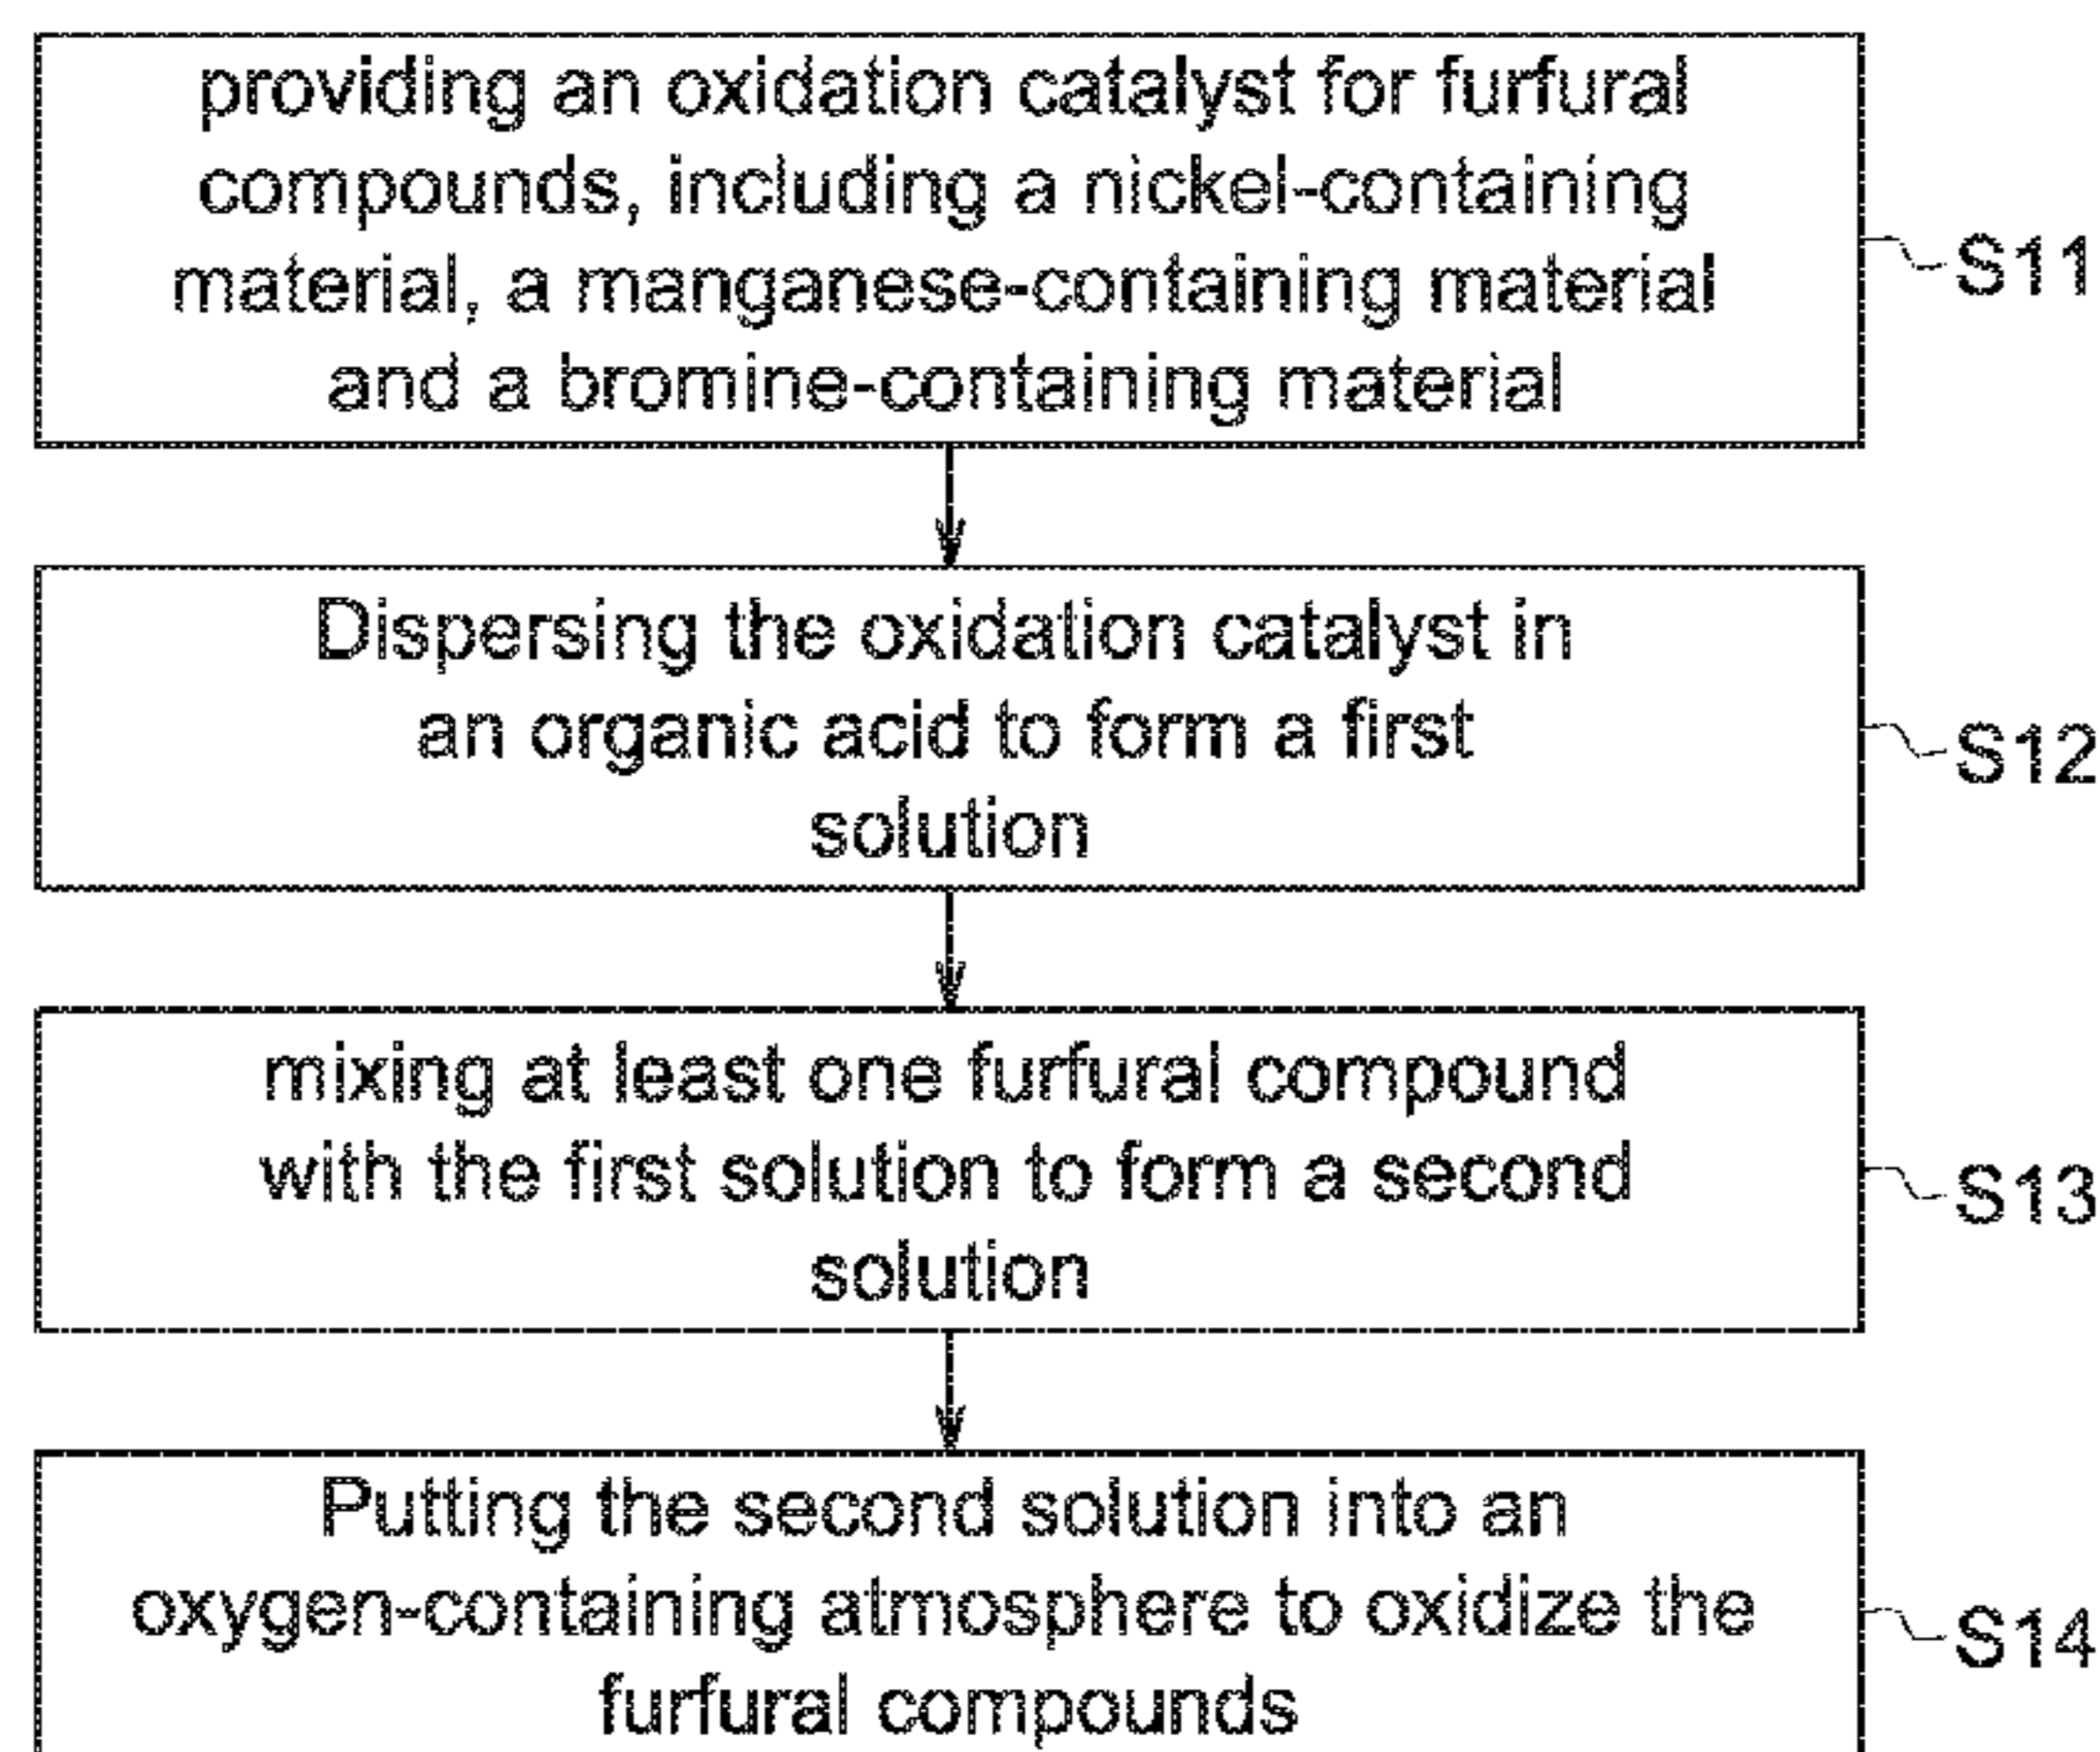 providing an oxidation catalyst for furfural
compounds, including a nickel-containing
material, a manganese-containing material
and a bromine-containing material
S11
Dispersing the oxidation catalyst in
an organic acid to form a first
solution
S12
mixing at least one furfural compound
with the first solution to form a second
solution
S13
Putting the second solution into an
oxygen-containing atmosphere to oxidize the
furfural compounds
S14